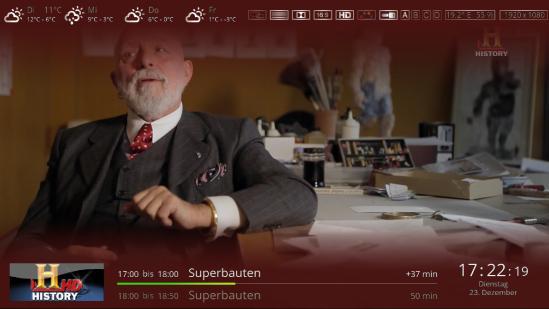 Di 11°C
12°C - 6°C
Mi
9°C - 3°C
Do
6°C - 0°C
Fr
1°C - -3°C
16:9
HD
A B C D
19.2° E 55 %
1920 x 1080
H
HISTORY
H HD
HISTORY
17:00 bis 18:00 Superbauten +37 min
18:00 bis 18:50 Superbauten 50 min
17:22:19
Dienstag
23. Dezember